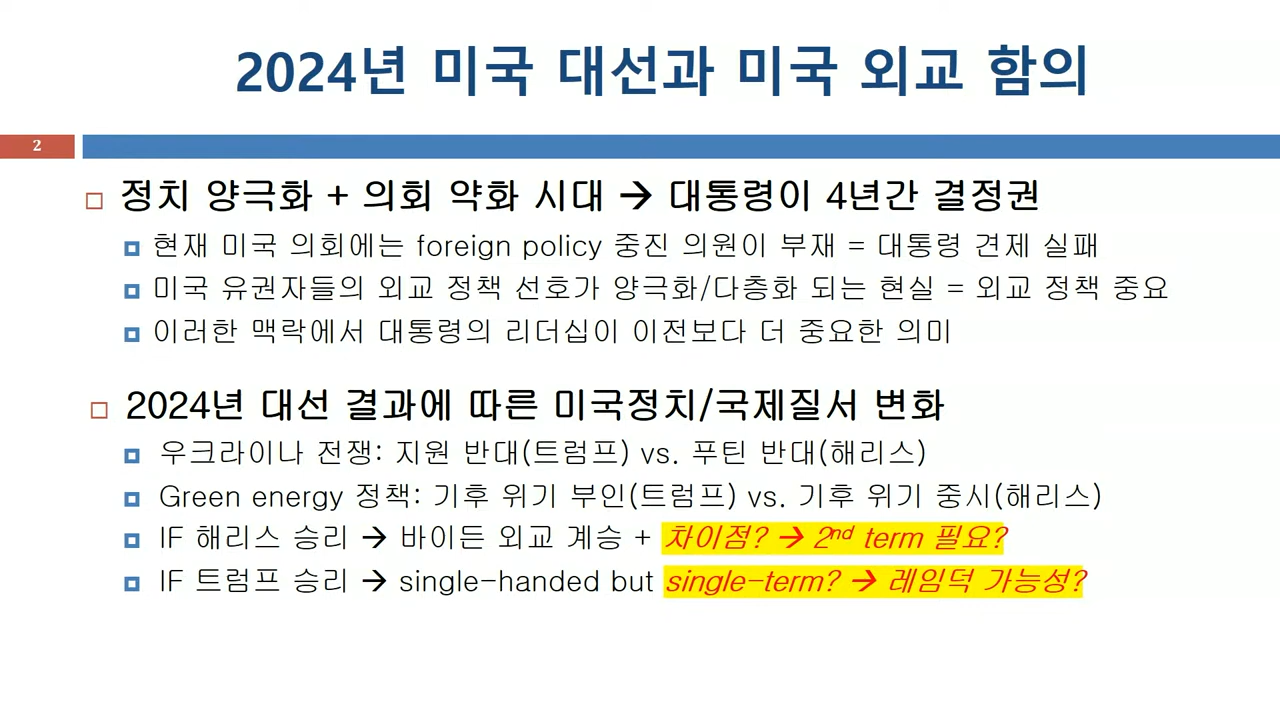 2024년 미국 대선과 미국 외교 함의
2
정치 양극화 + 의회 약화 시대 → 대통령이 4년간 결정권
현재 미국 의회에는 foreign policy 중진 의원이 부재 = 대통령 견제 실패
미국 유권자들의 외교 정책 선호가 양극화/다층화 되는 현실 = 외교 정책 중요
이러한 맥락에서 대통령의 리더십이 이전보다 더 중요한 의미
2024년 대선 결과에 따른 미국정치/국제질서 변화
우크라이나 전쟁: 지원 반대(트럼프) vs. 푸틴 반대(해리스)
Green energy 정책: 기후 위기 부인(트럼프) vs. 기후 위기 중시(해리스)
IF 해리스 승리 → 바이든 외교 계승 + 차이점? → 2nd term 필요?
IF 트럼프 승리 → single-handed but single-term? → 레임덕 가능성?